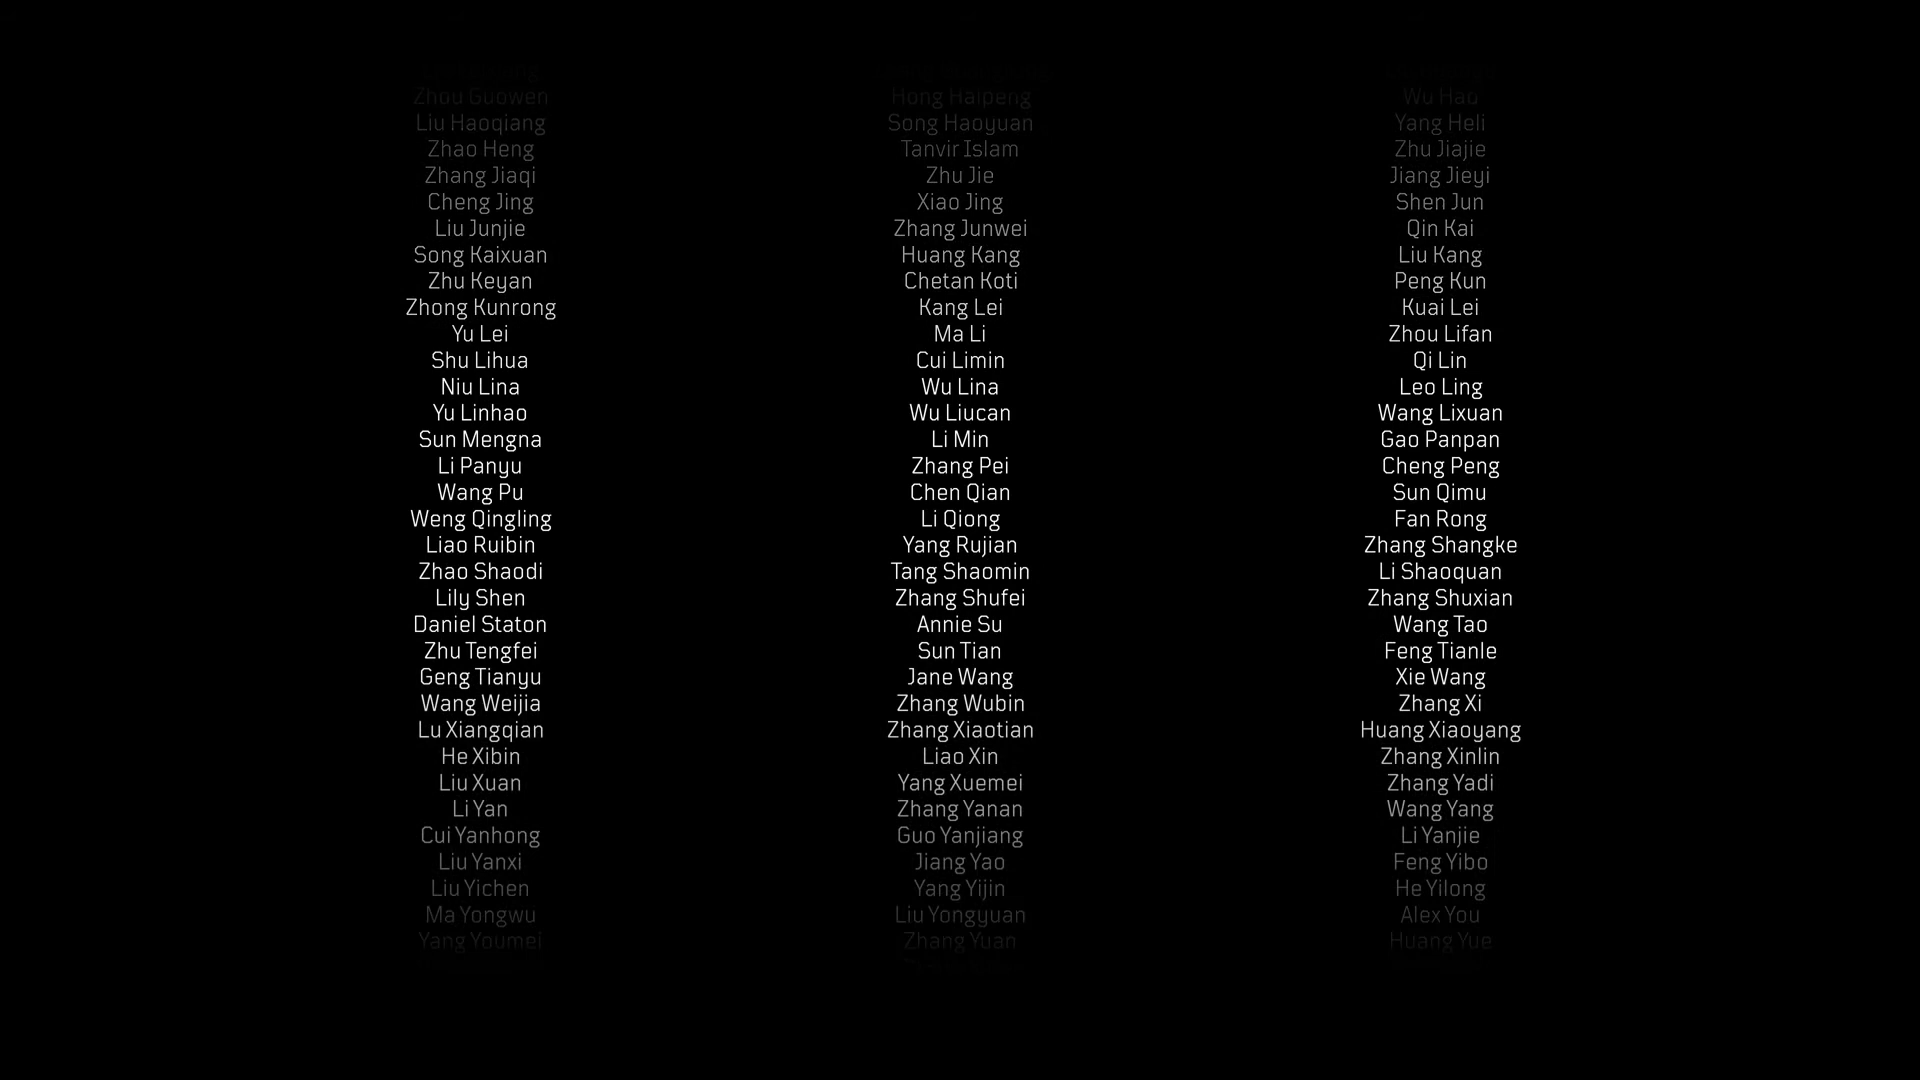 Zhou Guowen Hong Haipeng Wu Hao
Liu Haoqiang Song Haoyuan Yang Heli
Zhao Heng Tanvir Islam Zhu Jiajie
Zhang Jiaqi Zhu Jie Jiang Jieyi
Cheng Jing Xiao Jing Shen Jun
Liu Junjie Zhang Junwei Qin Kai
Song Kaixuan Huang Kang Liu Kang
Zhu Keyan Chetan Koti Peng Kun
Zhong Kunrong Kang Lei Kuai Lei
Yu Lei Ma Li Zhou Lifan
Shu Lihua Cui Limin Qi Lin
Niu Lina Wu Lina Leo Ling
Yu Linhao Wu Liucan Wang Lixuan
Sun Mengna Li Min Gao Panpan
Li Panyu Zhang Pei Cheng Peng
Wang Pu Chen Qian Sun Qimu
Weng Qingling Li Qiong Fan Rong
Liao Ruibin Yang Rujian Zhang Shangke
Zhao Shaodi Tang Shaomin Li Shaoquan
Lily Shen Zhang Shufei Zhang Shuxian
Daniel Staton Annie Su Wang Tao
Zhu Tengfei Sun Tian Feng Tianle
Geng Tianyu Jane Wang Xie Wang
Wang Weijia Zhang Wubin Zhang Xi
Lu Xiangqian Zhang Xiaotian Huang Xiaoyang
He Xibin Liao Xin Zhang Xinlin
Liu Xuan Yang Xuemei Zhang Yadi
Li Yan Zhang Yanan Wang Yang
Cui Yanhong Guo Yanjiang Li Yanjie
Liu Yanxi Jiang Yao Feng Yibo
Liu Yichen Yang Yijin He Yilong
Ma Yongwu Liu Yongyuan Alex You
Yang Youmei Zhang Yuan Huang Yue